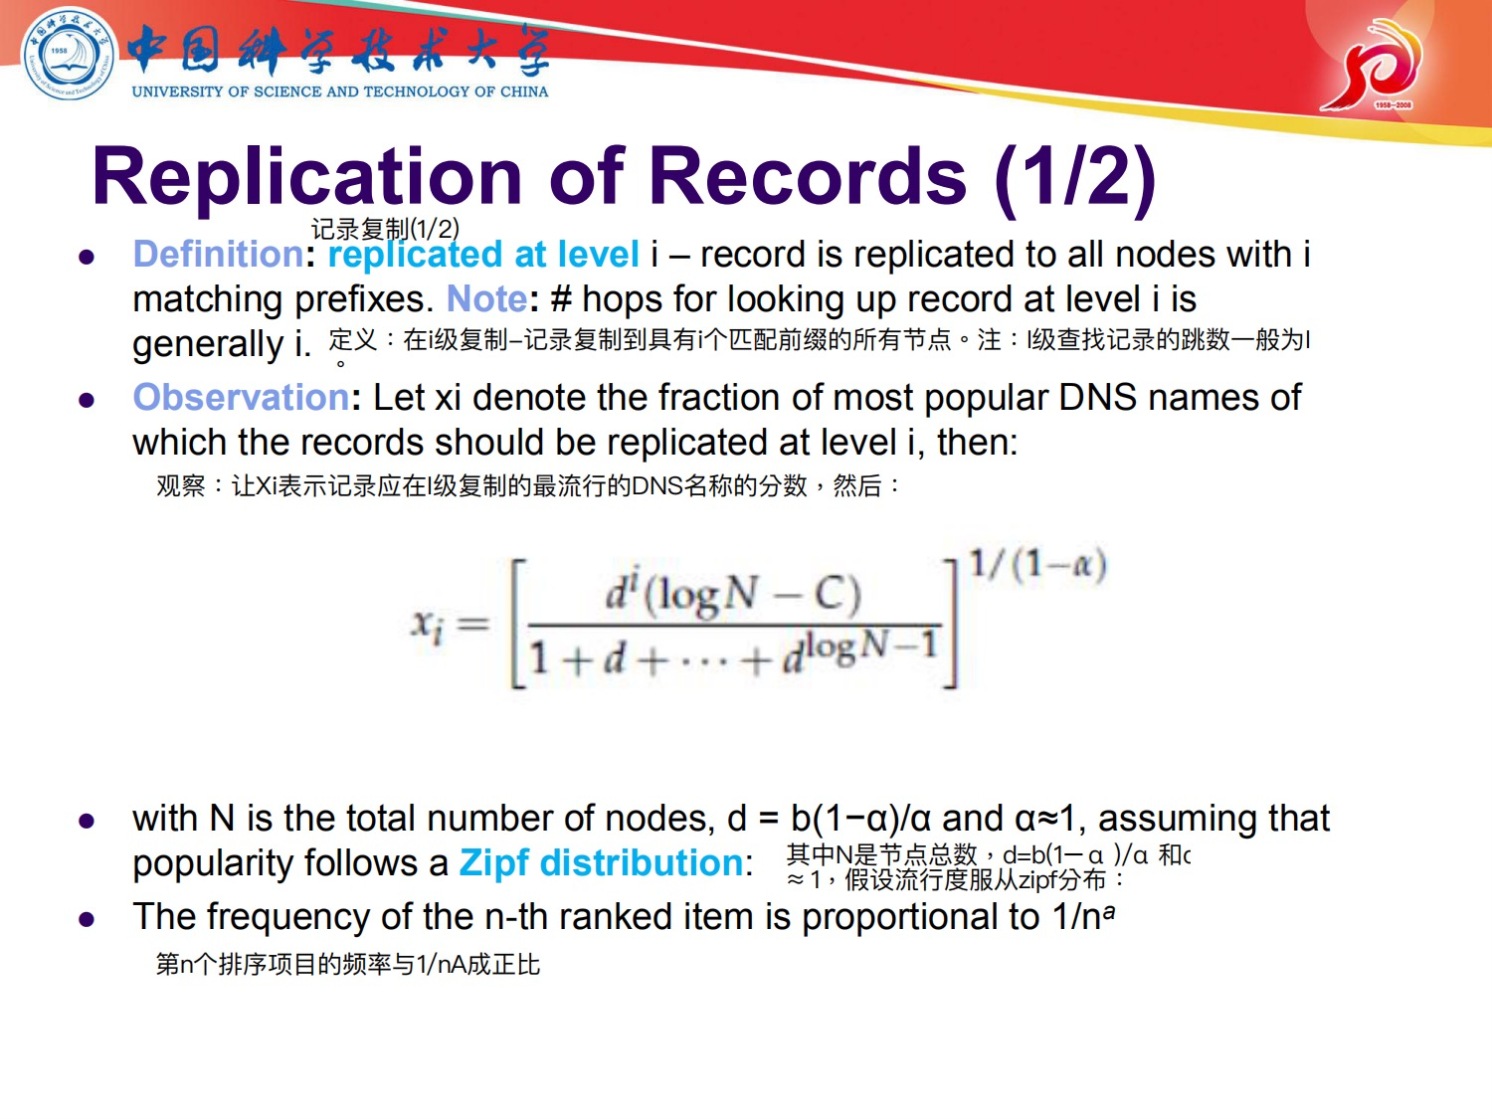 中国科学技术大学
UNIVERSITY OF SCIENCE AND TECHNOLOGY OF CHINA
1958
1958-2008
Replication of Records (1/2)
记录复制(1/2)
• Definition: replicated at level i – record is replicated to all nodes with i
matching prefixes. Note: # hops for looking up record at level i is
generally i.
定义：在i级复制–记录复制到具有i个匹配前缀的所有节点。注：I级查找记录的跳数一般为I
。
• Observation: Let xi denote the fraction of most popular DNS names of
which the records should be replicated at level i, then:
观察：让Xi表示记录应在I级复制的最流行的DNS名称的分数，然后：
xᵢ = [ dⁱ(log N − C) / (1 + d + ··· + d^(log N−1)) ]^(1/(1−α))
• with N is the total number of nodes, d = b(1−α)/α and α≈1, assuming that
popularity follows a Zipf distribution:
其中N是节点总数，d=b(1−α)/α 和
≈1，假设流行度服从zipf分布：
• The frequency of the n-th ranked item is proportional to 1/nᵃ
第n个排序项目的频率与1/nA成正比